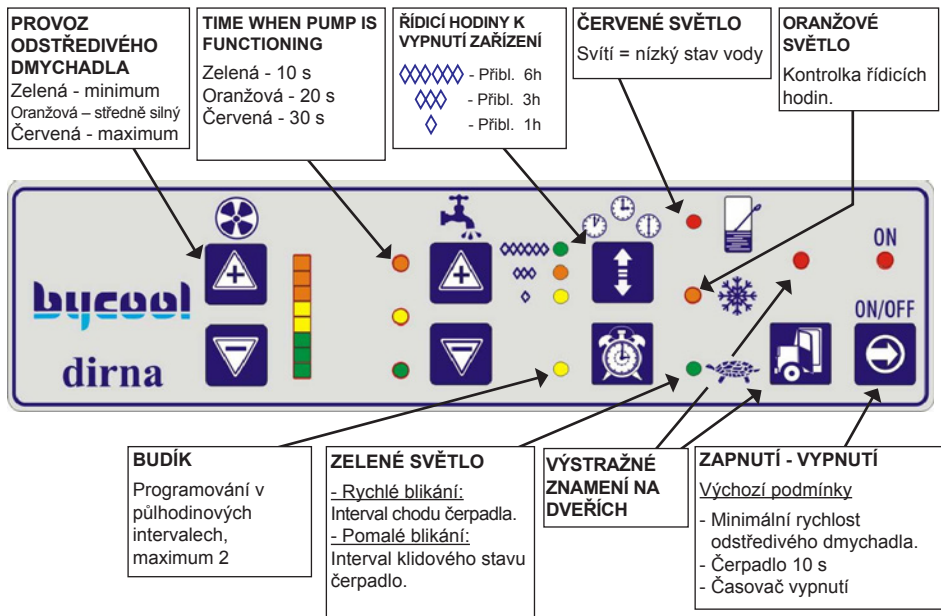 PROVOZ
ODSTŘEDIVÉHO
DMYCHADLA
Zelená - minimum
Oranžová – středně silný
Červená - maximum
TIME WHEN PUMP IS
FUNCTIONING
Zelená - 10 s
Oranžová - 20 s
Červená - 30 s
ŘÍDICÍ HODINY K
VYPNUTÍ ZAŘÍZENÍ
- Přibl. 6h
- Přibl. 3h
- Přibl. 1h
ČERVENÉ SVĚTLO
Svítí = nízký stav vody
ORANŽOVÉ
SVĚTLO
Kontrolka řídicích
hodin.
bycool
dirna
ON
ON/OFF
BUDÍK
Programování v
půlhodinových
intervalech,
maximum 2
ZELENÉ SVĚTLO
- Rychlé blikání:
Interval chodu čerpadla.
- Pomalé blikání:
Interval klidového stavu
čerpadlo.
VÝSTRAŽNÉ
ZNAMENÍ NA
DVEŘÍCH
ZAPNUTÍ - VYPNUTÍ
Výchozí podmínky
- Minimální rychlost
odstředivého dmychadla.
- Čerpadlo 10 s
- Časovač vypnutí